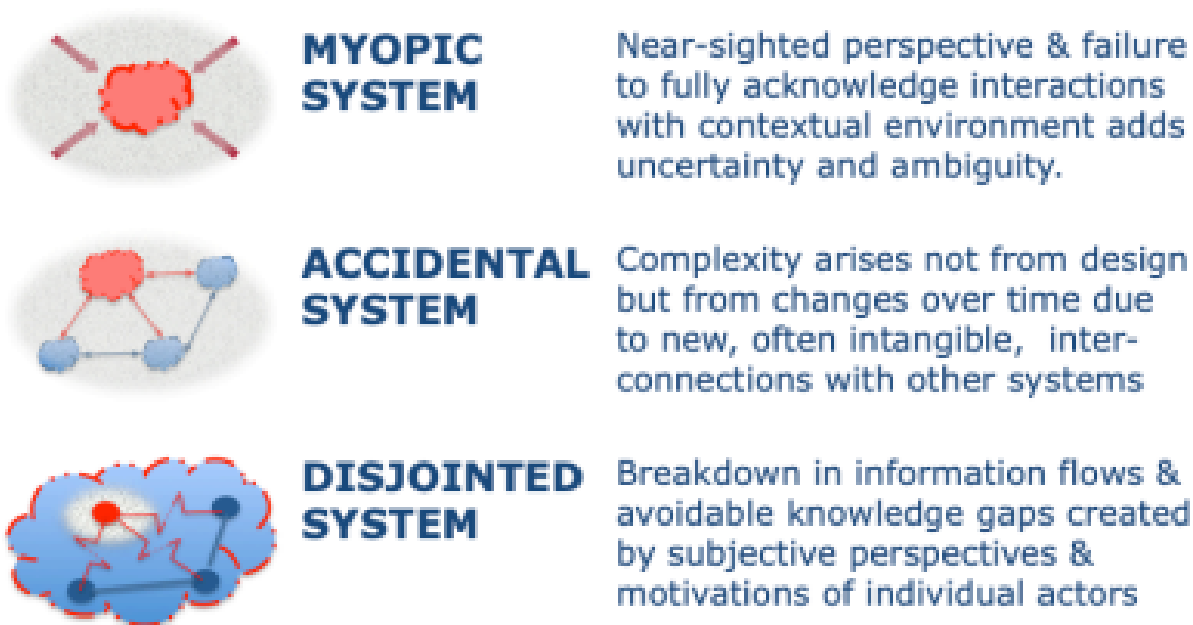 MYOPIC
SYSTEM
Near-sighted perspective & failure
to fully acknowledge interactions
with contextual environment adds
uncertainty and ambiguity.
ACCIDENTAL
SYSTEM
Complexity arises not from design
but from changes over time due
to new, often intangible,  inter-
connections with other systems
DISJOINTED
SYSTEM
Breakdown in information flows &
avoidable knowledge gaps created
by subjective perspectives &
motivations of individual actors